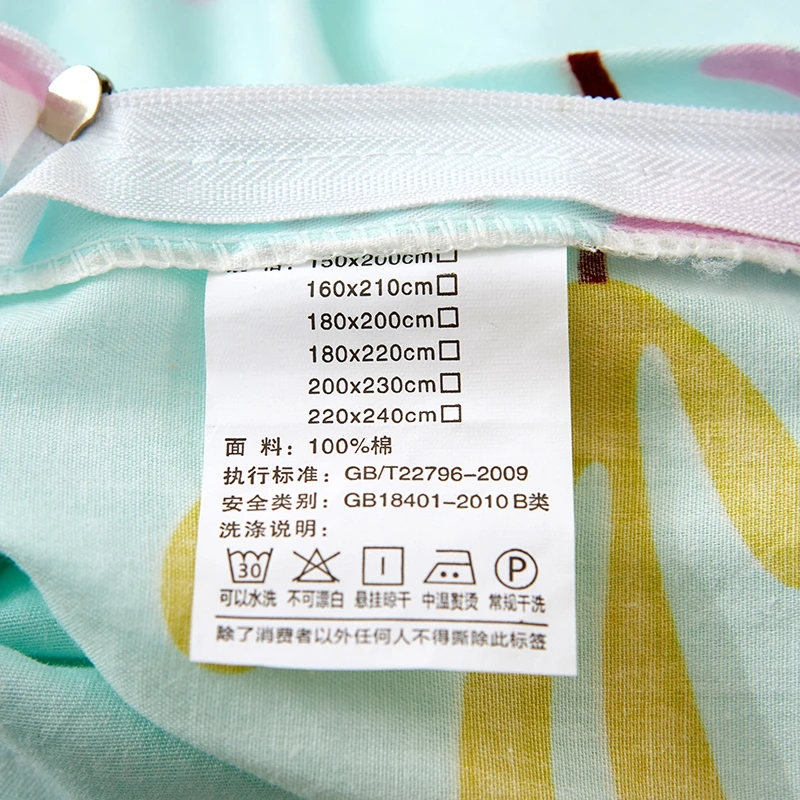 150x200cm□
160x210cm□
180x200cm□
180x220cm□
200x230cm□
220x240cm□
面 料：100%棉
执行标准：GB/T22796-2009
安全类别：GB18401-2010 B类
洗涤说明：
30 P
可以水洗 不可漂白 悬挂晾干 中温熨烫 常规干洗
除了消费者以外任何人不得撕除此标签